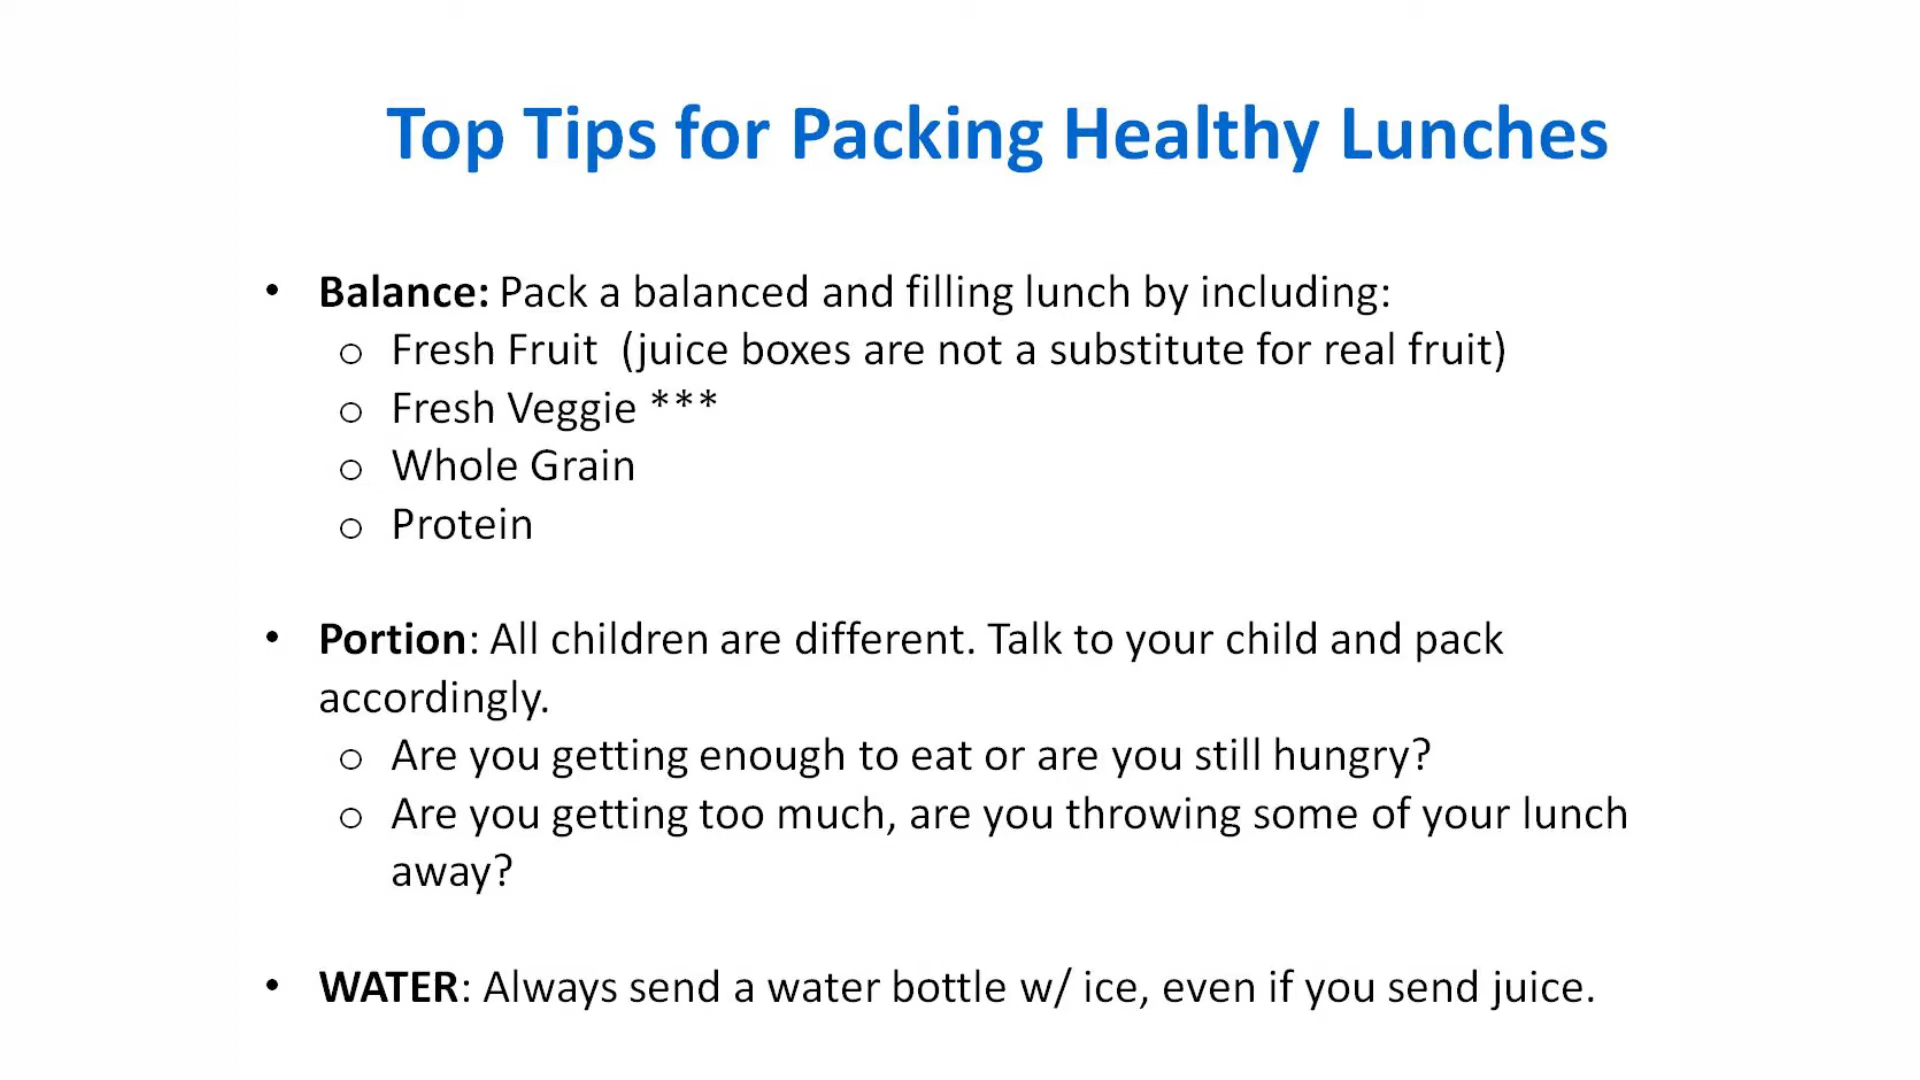 Top Tips for Packing Healthy Lunches
• Balance: Pack a balanced and filling lunch by including:
o Fresh Fruit  (juice boxes are not a substitute for real fruit)
o Fresh Veggie ***
o Whole Grain
o Protein
• Portion: All children are different. Talk to your child and pack
accordingly.
o Are you getting enough to eat or are you still hungry?
o Are you getting too much, are you throwing some of your lunch
away?
• WATER: Always send a water bottle w/ ice, even if you send juice.